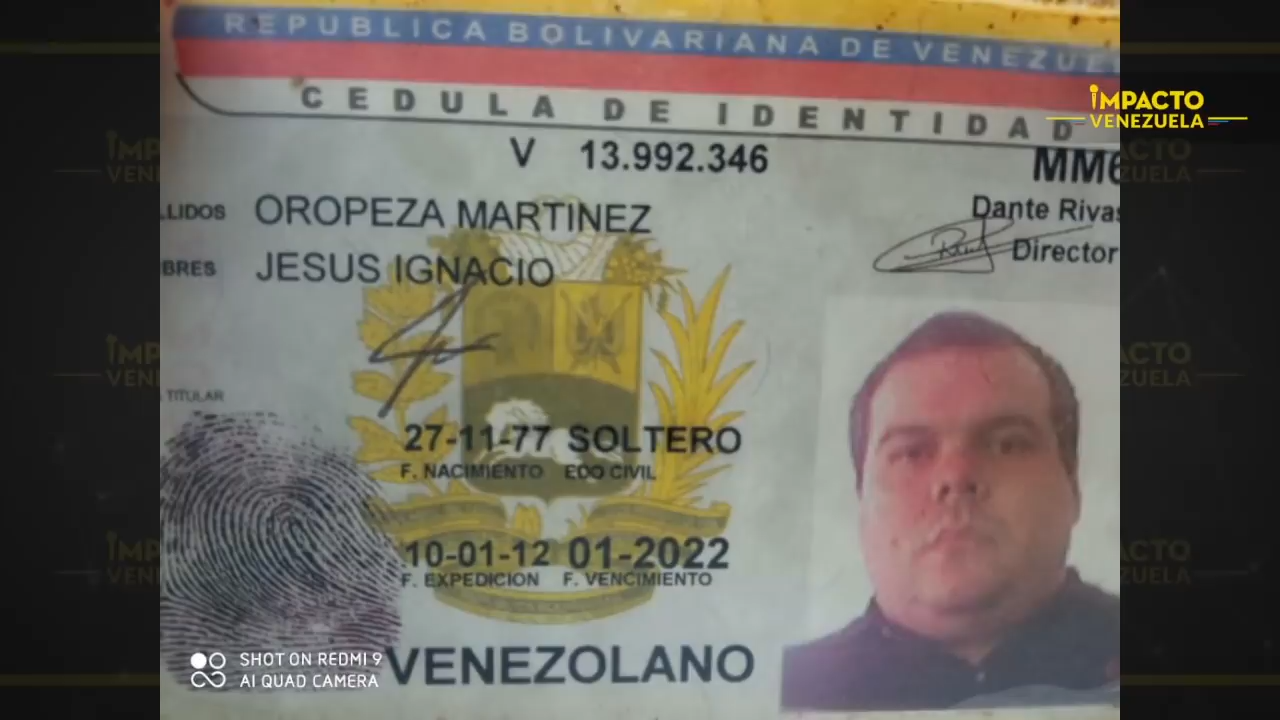 REPUBLICA BOLIVARIANA DE VENEZUE
CEDULA DE IDENTIDAD
IMPACTO
VENEZUELA
V 13.992.346
MM6
LLIDOS OROPEZA MARTINEZ
Dante Rivas
BRES JESUS IGNACIO
Director
TITULAR
27-11-77 SOLTERO
F. NACIMIENTO EDO CIVIL
10-01-12 01-2022
F. EXPEDICION F. VENCIMIENTO
VENEZOLANO
SHOT ON REDMI 9
AI QUAD CAMERA